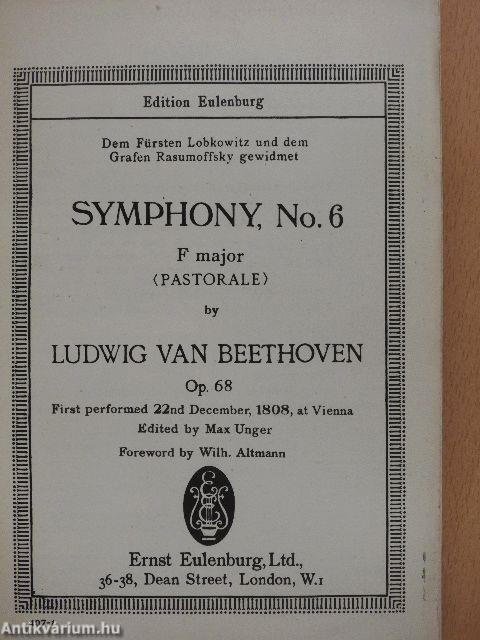 Edition Eulenburg
Dem Fürsten Lobkowitz und dem
Grafen Rasumoffsky gewidmet
SYMPHONY, No. 6
F major
(PASTORALE)
by
LUDWIG VAN BEETHOVEN
Op. 68
First performed 22nd December, 1808, at Vienna
Edited by Max Unger
Foreword by Wilh. Altmann
Ernst Eulenburg, Ltd.,
36-38, Dean Street, London, W.1
Antikvárium.hu